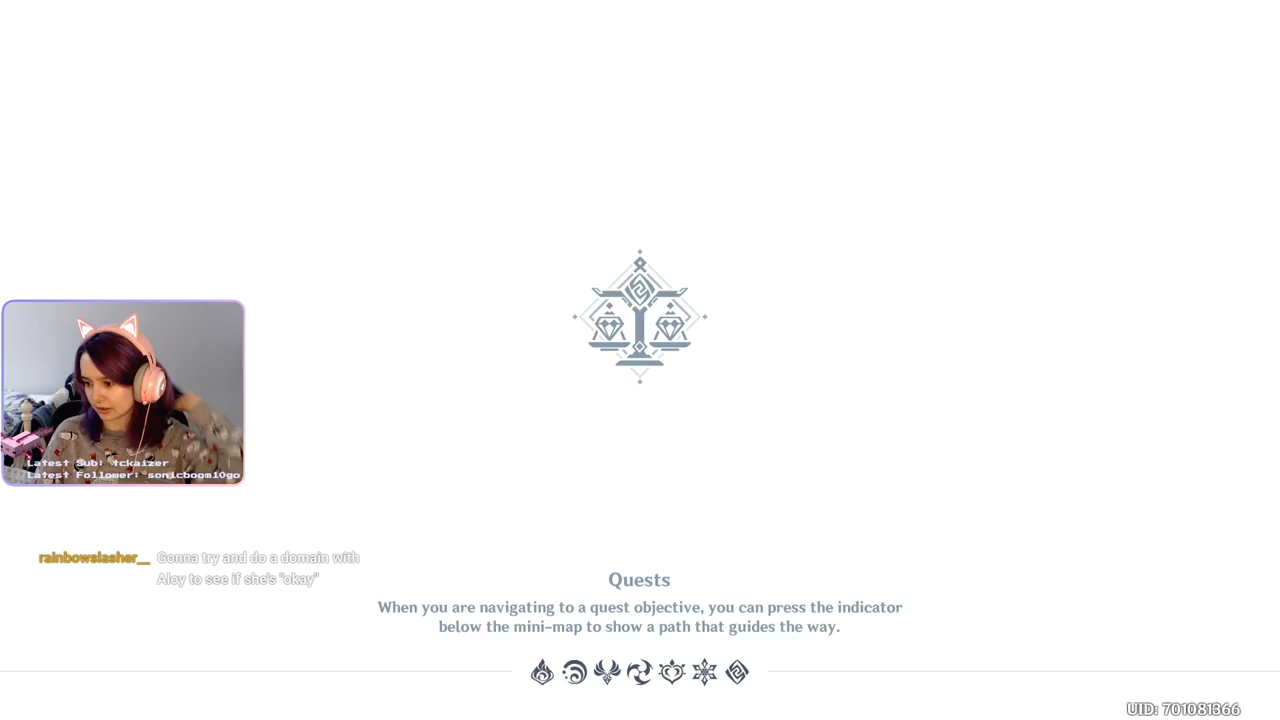 Latest Sub: tckaizer
Latest Follower: sonicboom10go
rainbowslasher__ Gonna try and do a domain with
Aloy to see if she's "okay"
Quests
When you are navigating to a quest objective, you can press the indicator
below the mini-map to show a path that guides the way.
UID: 701081366